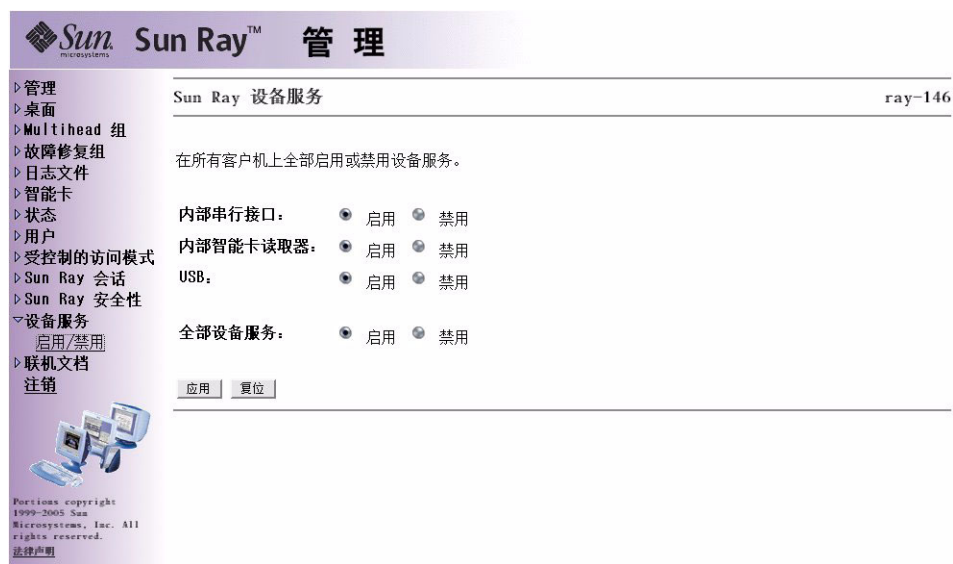 Sun microsystems Sun Ray™ 管 理
管理
桌面
Multihead 组
故障修复组
日志文件
智能卡
状态
用户
受控制的访问模式
Sun Ray 会话
Sun Ray 安全性
设备服务
启用/禁用
联机文档
注销
Portions copyright
1999-2005 Sun
Microsystems, Inc. All
rights reserved.
法律声明
Sun Ray 设备服务 ray-146
在所有客户机上全部启用或禁用设备服务。
内部串行接口： 启用 禁用
内部智能卡读取器： 启用 禁用
USB： 启用 禁用
全部设备服务： 启用 禁用
应用 复位